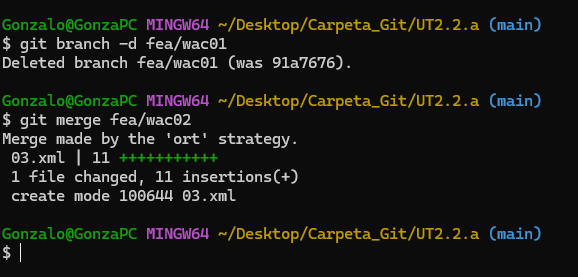 Gonzalo@GonzaPC MINGW64 ~/Desktop/Carpeta_Git/UT2.2.a (main)
$ git branch -d fea/wac01
Deleted branch fea/wac01 (was 91a7676).
Gonzalo@GonzaPC MINGW64 ~/Desktop/Carpeta_Git/UT2.2.a (main)
$ git merge fea/wac02
Merge made by the 'ort' strategy.
 03.xml | 11 +++++++++++
 1 file changed, 11 insertions(+)
 create mode 100644 03.xml
Gonzalo@GonzaPC MINGW64 ~/Desktop/Carpeta_Git/UT2.2.a (main)
$